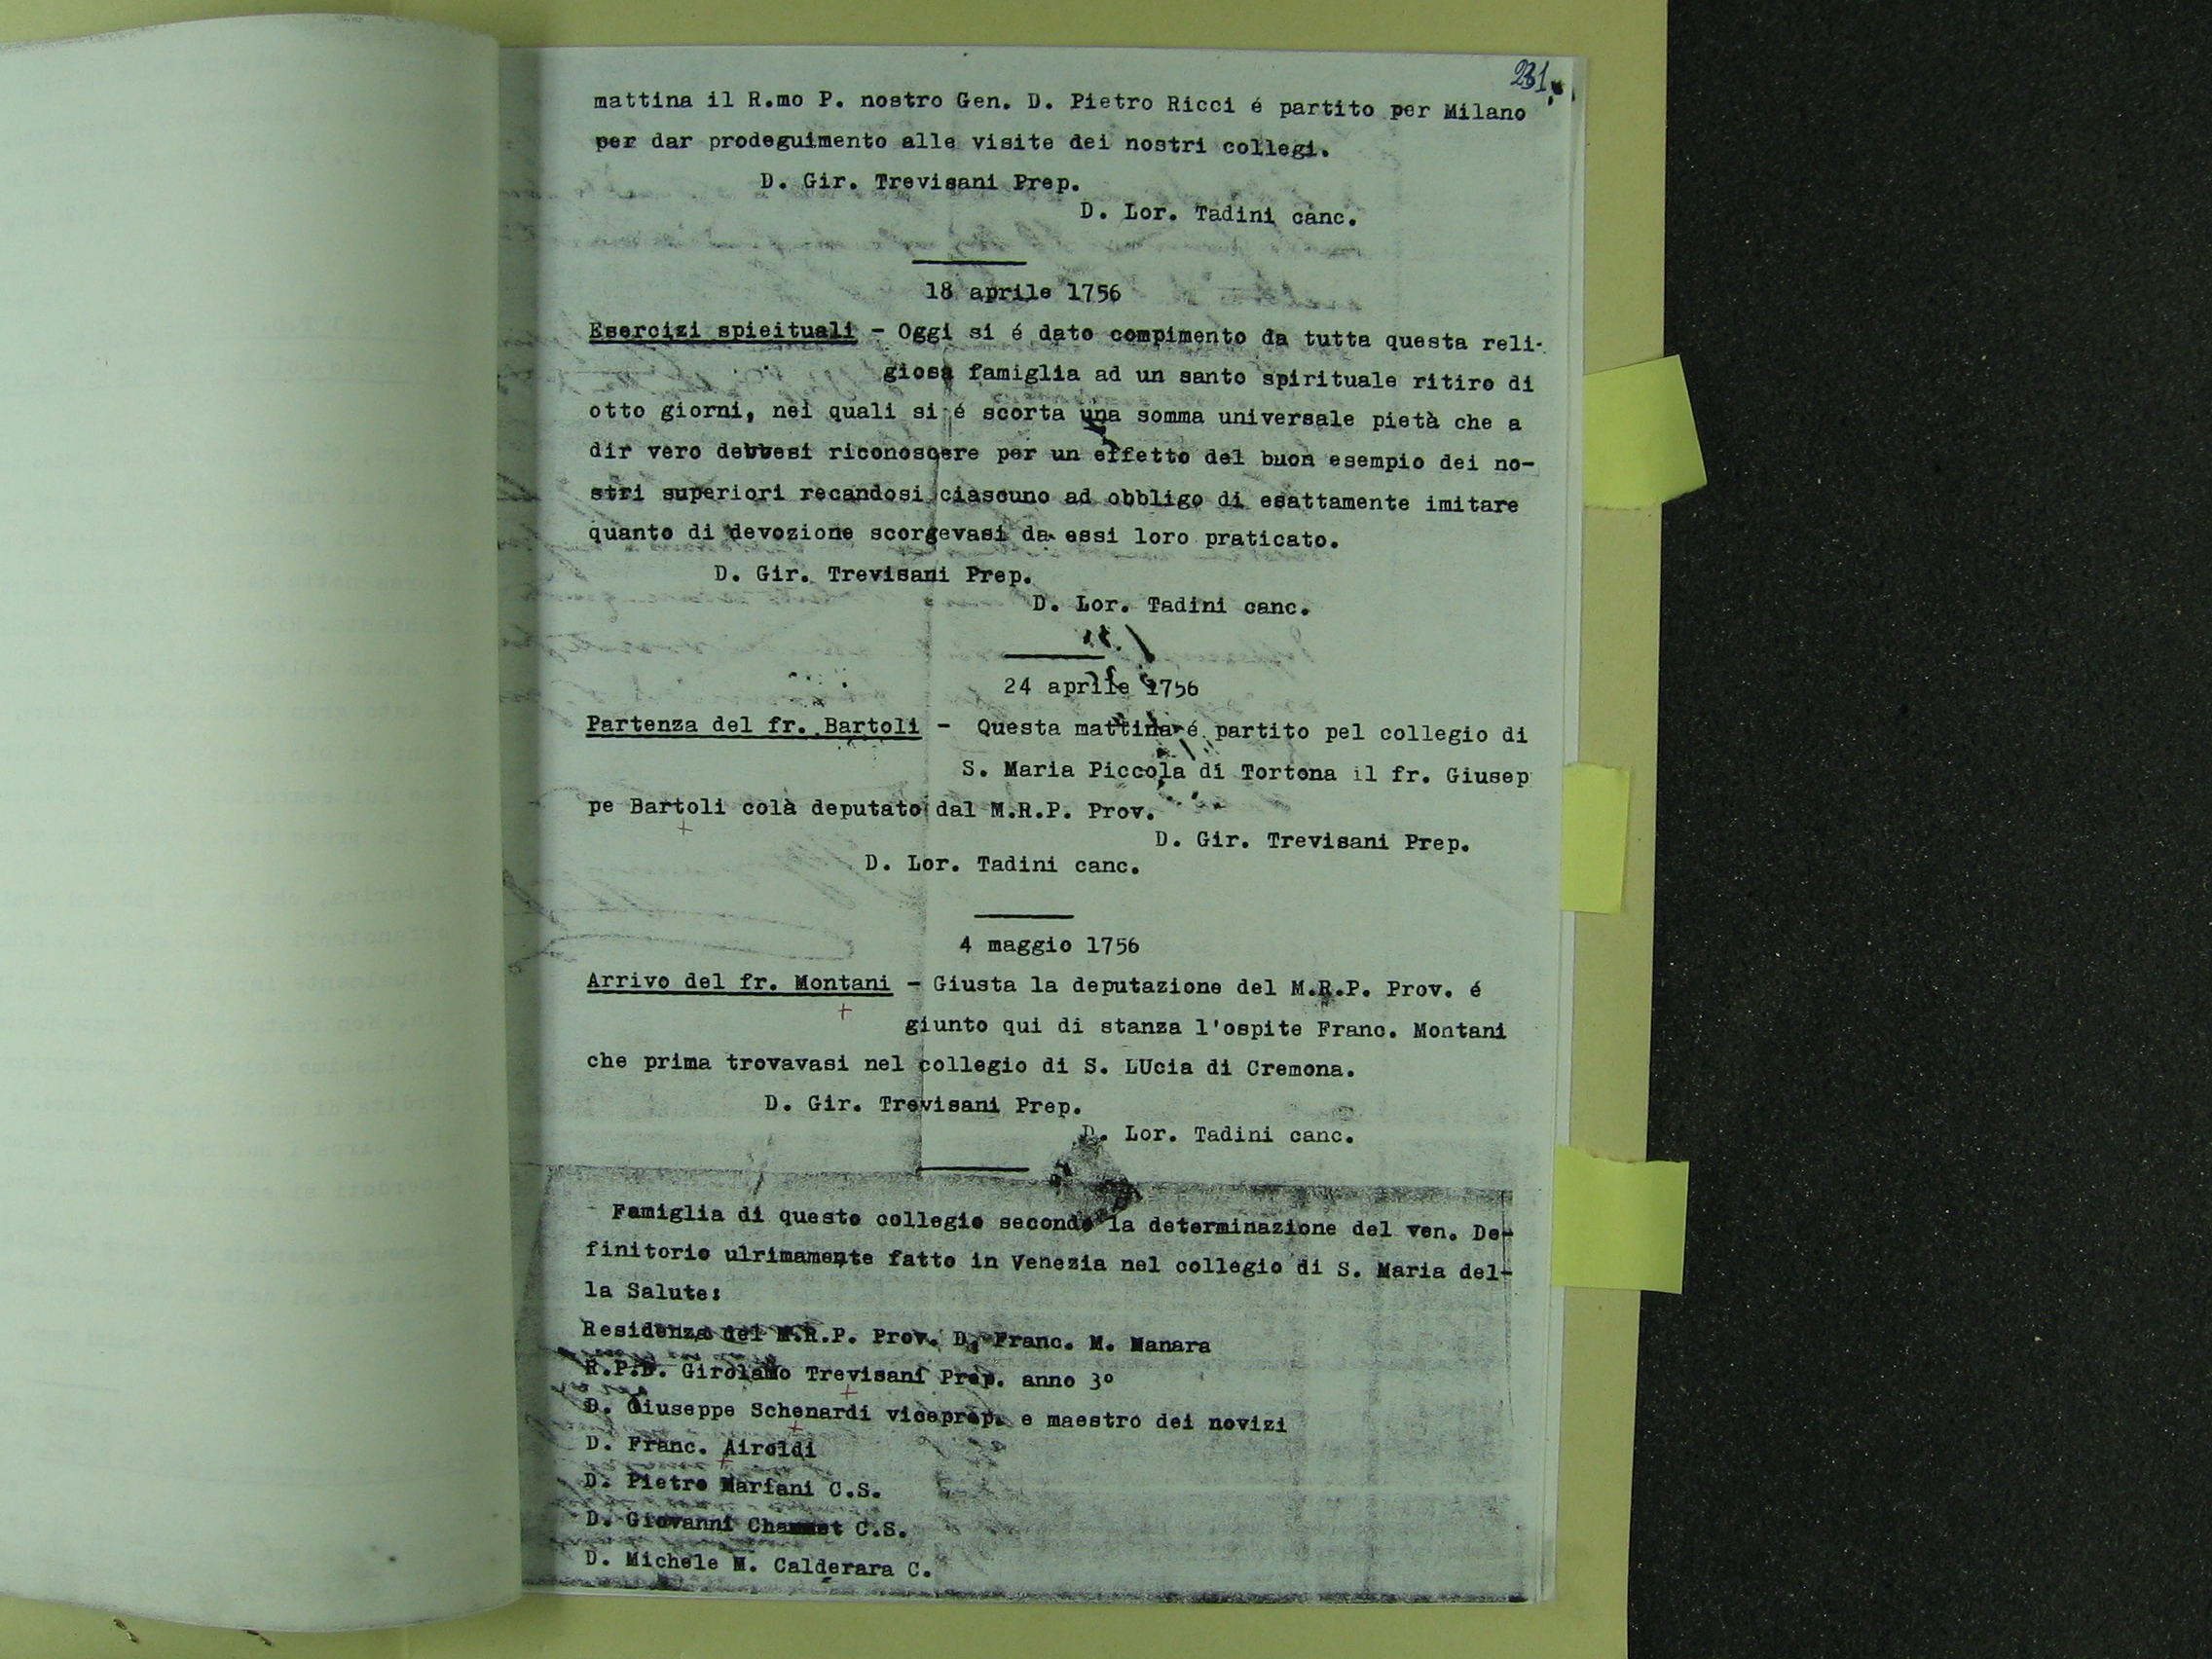 231.
mattina il R.mo P. nostro Gen. D. Pietro Ricci é partito per Milano
per dar prodeguimento alle visite dei nostri collegi.
D. Gir. Trevisani Prep.
D. Lor. Tadini canc.
18 aprile 1756
Esercizi spieituali - Oggi si é dato compimento da tutta questa reli-
giosa famiglia ad un santo spirituale ritiro di
otto giorni, nei quali si é scorta una somma universale pietà che a
dir vero debbesi riconoscere per un effetto del buon esempio dei no-
stri superiori recandosi ciascuno ad obbligo di esattamente imitare
quanto di devozione scorgevasi da essi loro praticato.
D. Gir. Trevisani Prep.
D. Lor. Tadini canc.
24 aprile 1756
Partenza del fr. Bartoli - Questa mattina é partito pel collegio di
S. Maria Piccola di Tortona il fr. Giusep
pe Bartoli colà deputato dal M.R.P. Prov.
D. Gir. Trevisani Prep.
D. Lor. Tadini canc.
4 maggio 1756
Arrivo del fr. Montani - Giusta la deputazione del M.R.P. Prov. é
giunto qui di stanza l'ospite Franc. Montani
che prima trovavasi nel collegio di S. LUcia di Cremona.
D. Gir. Trevisani Prep.
D. Lor. Tadini canc.
Famiglia di questo collegio secondo la determinazione del ven. De-
finitorio ulrimamente fatto in Venezia nel collegio di S. Maria del-
la Salute:
Residenza del M.R.P. Prov. D. Franc. M. Manara
R.P.D. Girolamo Trevisani Prep. anno 3º
D. Giuseppe Schenardi viceprep. e maestro dei novizi
D. Franc. Airoldi
D. Pietro Mariani C.S.
D. Giovanni C.S.
D. Michele M. Calderara C.